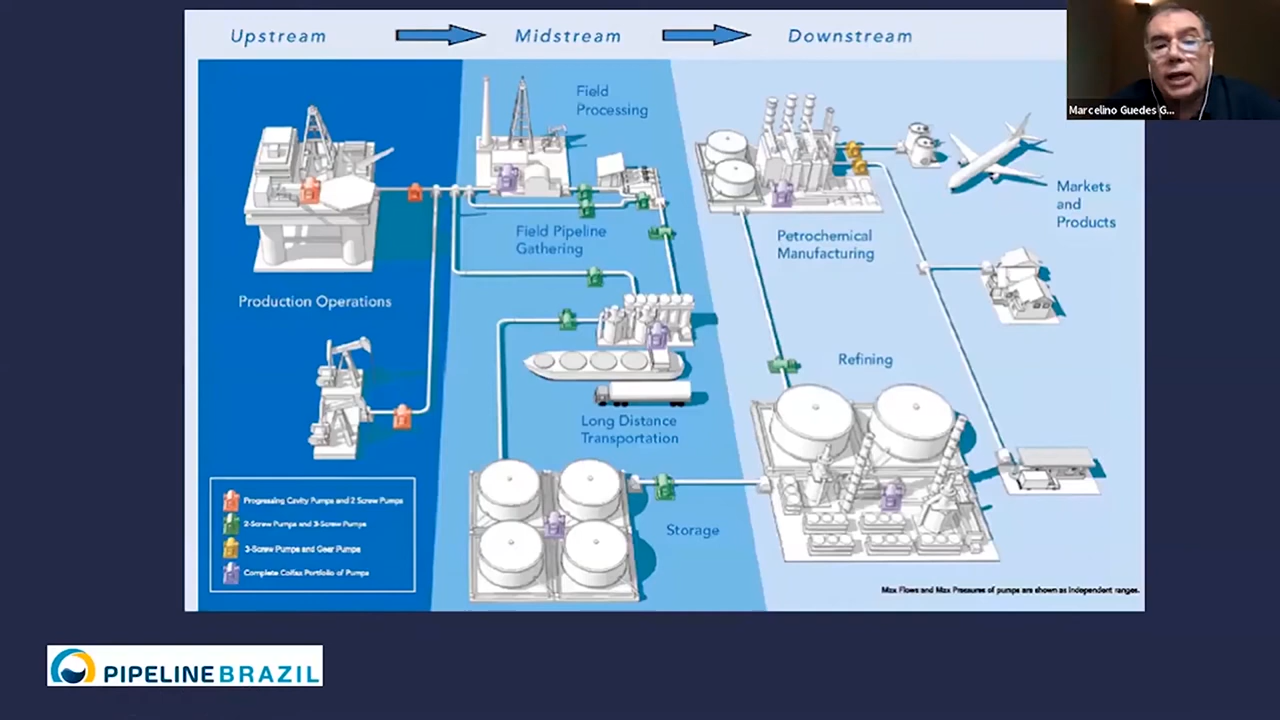 Upstream
Midstream
Downstream
Marcelino Guedes G...
Field
Processing
Field Pipeline
Gathering
Production Operations
Markets
and
Products
Petrochemical
Manufacturing
Refining
Long Distance
Transportation
Storage
Progressing Cavity Pumps and 2 Screw Pumps
2-Screw Pumps and 3-Screw Pumps
3-Screw Pumps and Gear Pumps
Complete Colfax Portfolio of Pumps
Max Flows and Max Pressures of pumps are shown as independent ranges.
PIPELINEBRAZIL